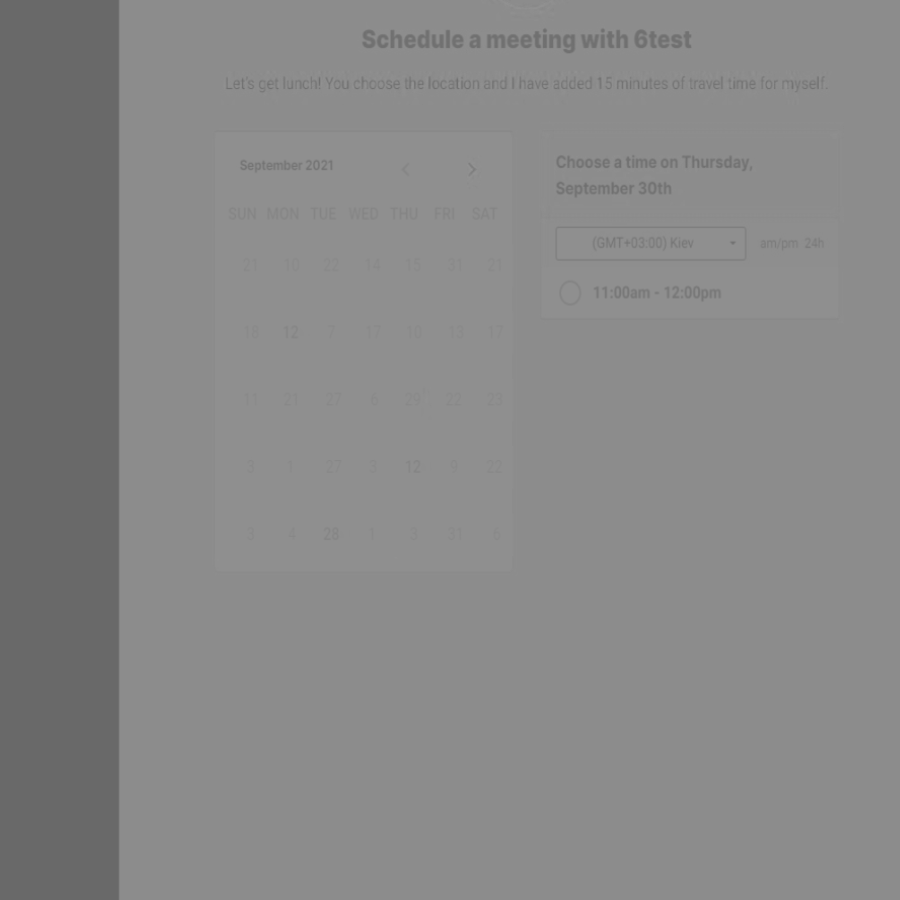 Schedule a meeting with 6test
Let's get lunch! You choose the location and I have added 15 minutes of travel time for myself.
September 2021
SUN MON TUE WED THU FRI SAT
21 16 22 14 15 31 21
18 12 7 17 10 13 17
11 21 27 6 29 22 23
3 1 27 3 12 9 22
3 4 23 1 3 31 6
Choose a time on Thursday,
September 30th
(GMT+03:00) Kiev am/pm 24h
11:00am - 12:00pm